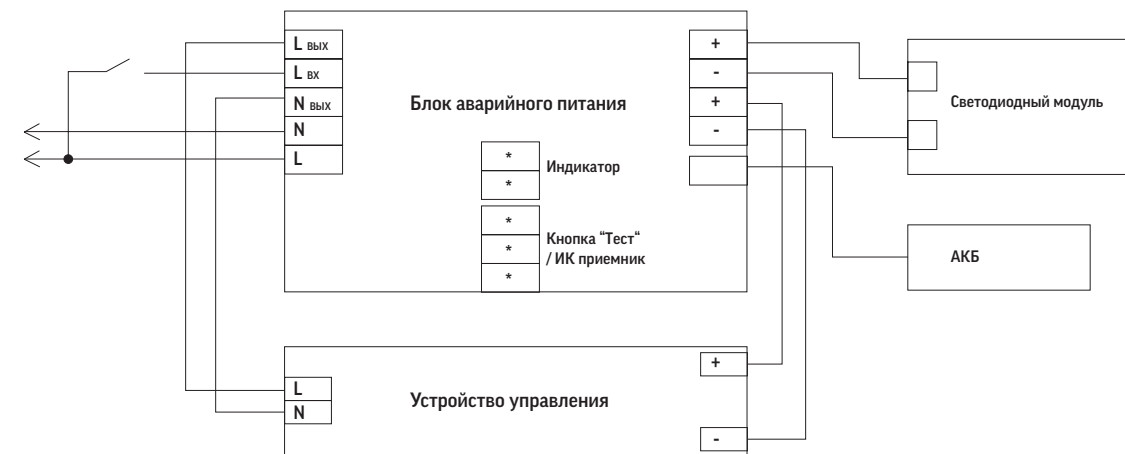 L вых
L вх
N вых
N
L
Блок аварийного питания
*
*
Индикатор
*
*
*
Кнопка “Тест“
/ ИК приемник
+
-
+
-
Светодиодный модуль
АКБ
L
N
Устройство управления
+
-